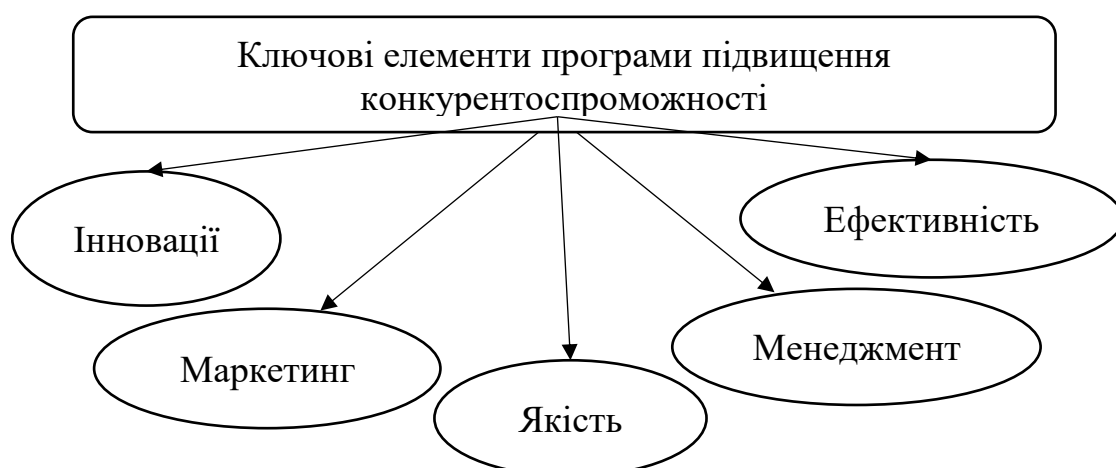 Ключові елементи програми підвищення
конкурентоспроможності
Інновації
Ефективність
Маркетинг
Менеджмент
Якість